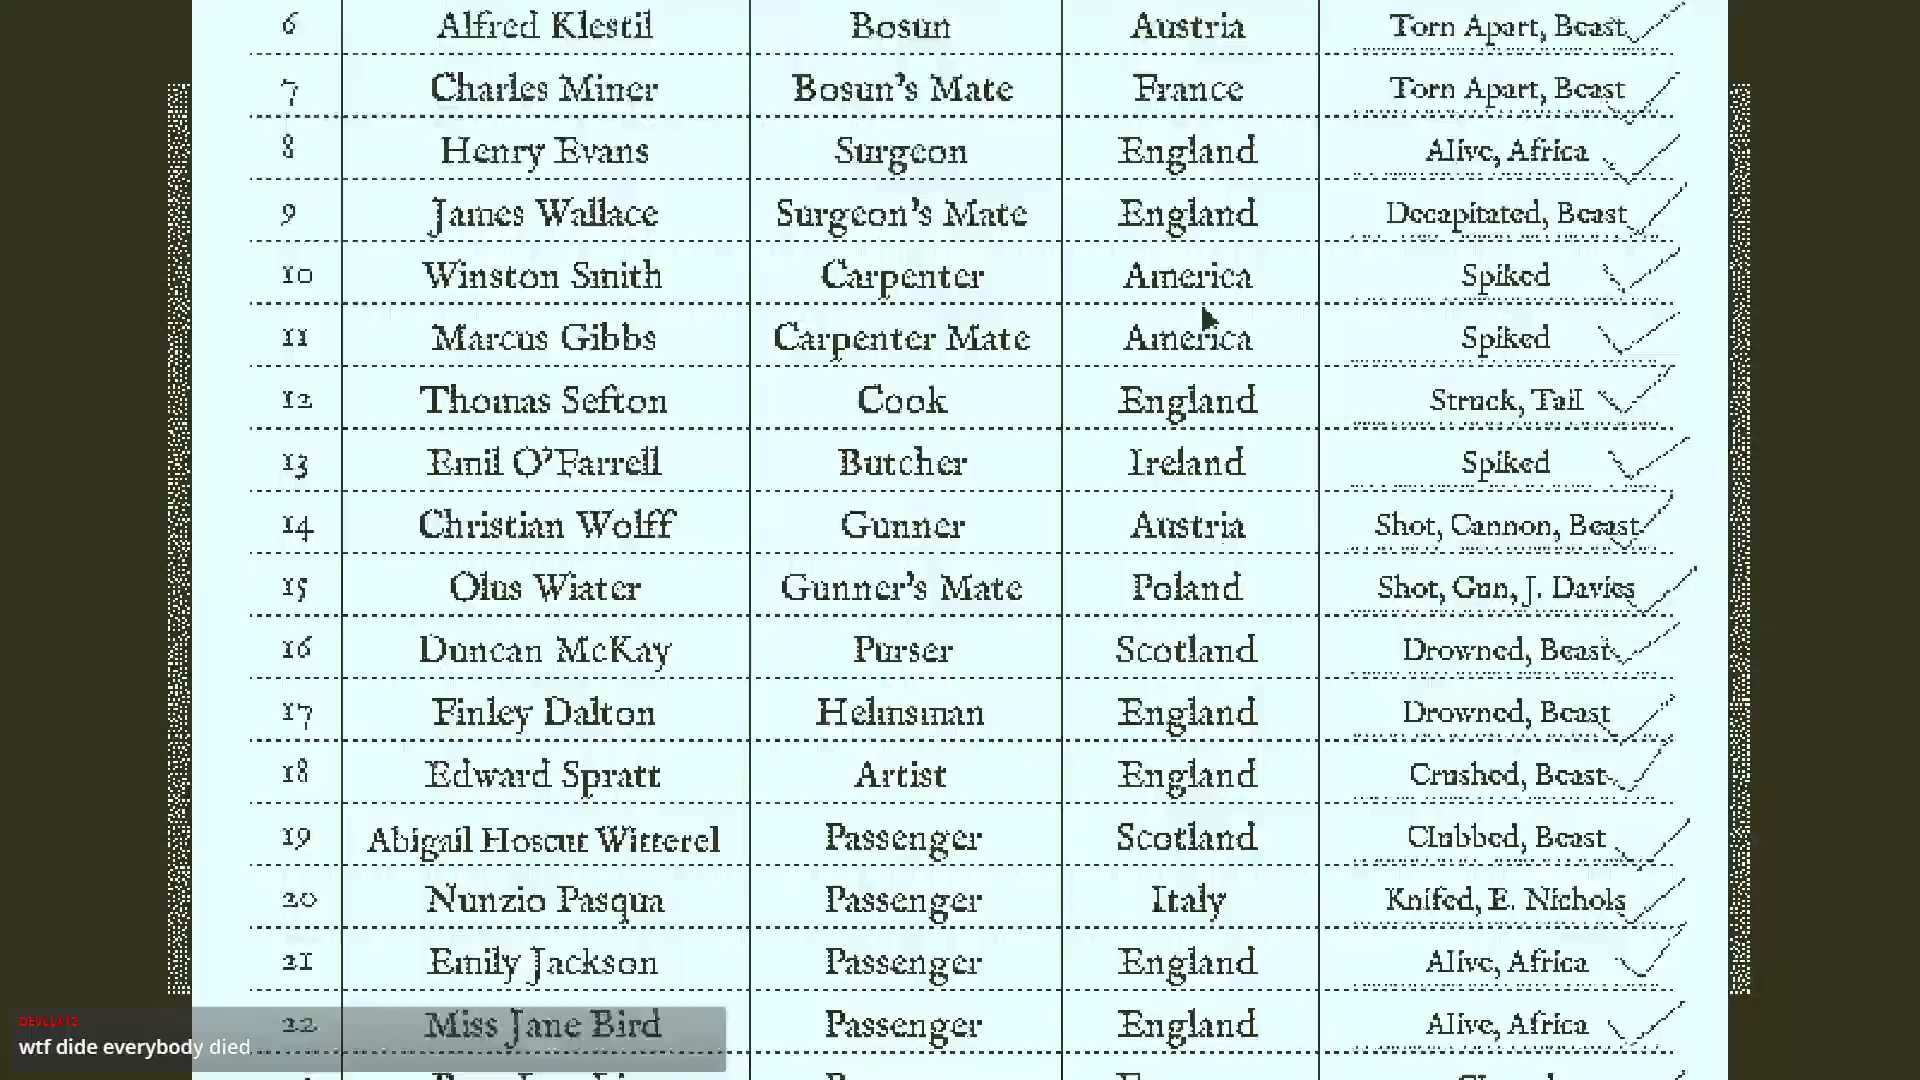 6 Alfred Klestil Bosun Austria Torn Apart, Beast
7 Charles Miner Bosun's Mate France Torn Apart, Beast
8 Henry Evans Surgeon England Alive, Africa
9 James Wallace Surgeon's Mate England Decapitated, Beast
10 Winston Smith Carpenter America Spiked
11 Marcus Gibbs Carpenter Mate America Spiked
12 Thomas Sefton Cook England Struck, Tail
13 Emil O'Farrell Butcher Ireland Spiked
14 Christian Wolff Gunner Austria Shot, Cannon, Beast
15 Olus Wiater Gunner's Mate Poland Shot, Gun, J. Davies
16 Duncan McKay Purser Scotland Drowned, Beast
17 Finley Dalton Helmsman England Drowned, Beast
18 Edward Spratt Artist England Crushed, Beast
19 Abigail Hoscut Witterel Passenger Scotland Clubbed, Beast
20 Nunzio Pasqua Passenger Italy Knifed, E. Nichols
21 Emily Jackson Passenger England Alive, Africa
22 Miss Jane Bird Passenger England Alive, Africa
wtf dide everybody died